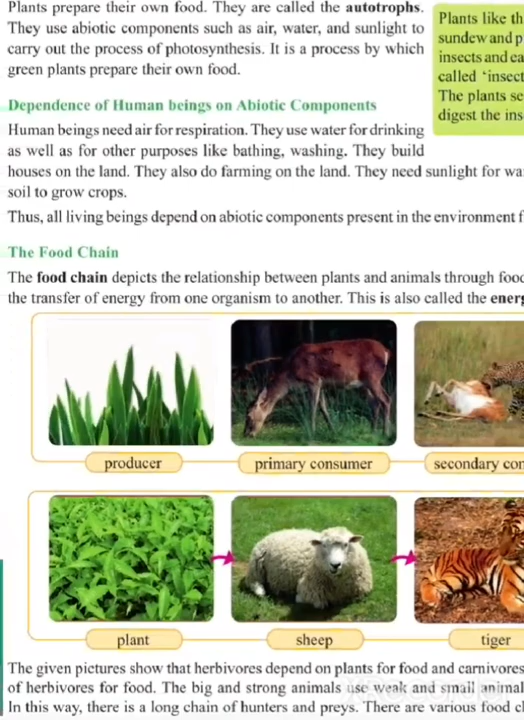 Plants prepare their own food. They are called the autotrophs.
They use abiotic components such as air, water, and sunlight to
carry out the process of photosynthesis. It is a process by which
green plants prepare their own food.
Plants like th
sundew and p
insects and ea
called ‘insect
The plants se
digest the ins
Dependence of Human beings on Abiotic Components
Human beings need air for respiration. They use water for drinking
as well as for other purposes like bathing, washing. They build
houses on the land. They also do farming on the land. They need sunlight for wa
soil to grow crops.
Thus, all living beings depend on abiotic components present in the environment f
The Food Chain
The food chain depicts the relationship between plants and animals through food
the transfer of energy from one organism to another. This is also called the energ
producer primary consumer secondary con
plant sheep tiger
The given pictures show that herbivores depend on plants for food and carnivores
of herbivores for food. The big and strong animals use weak and small animal
In this way, there is a long chain of hunters and preys. There are various food c